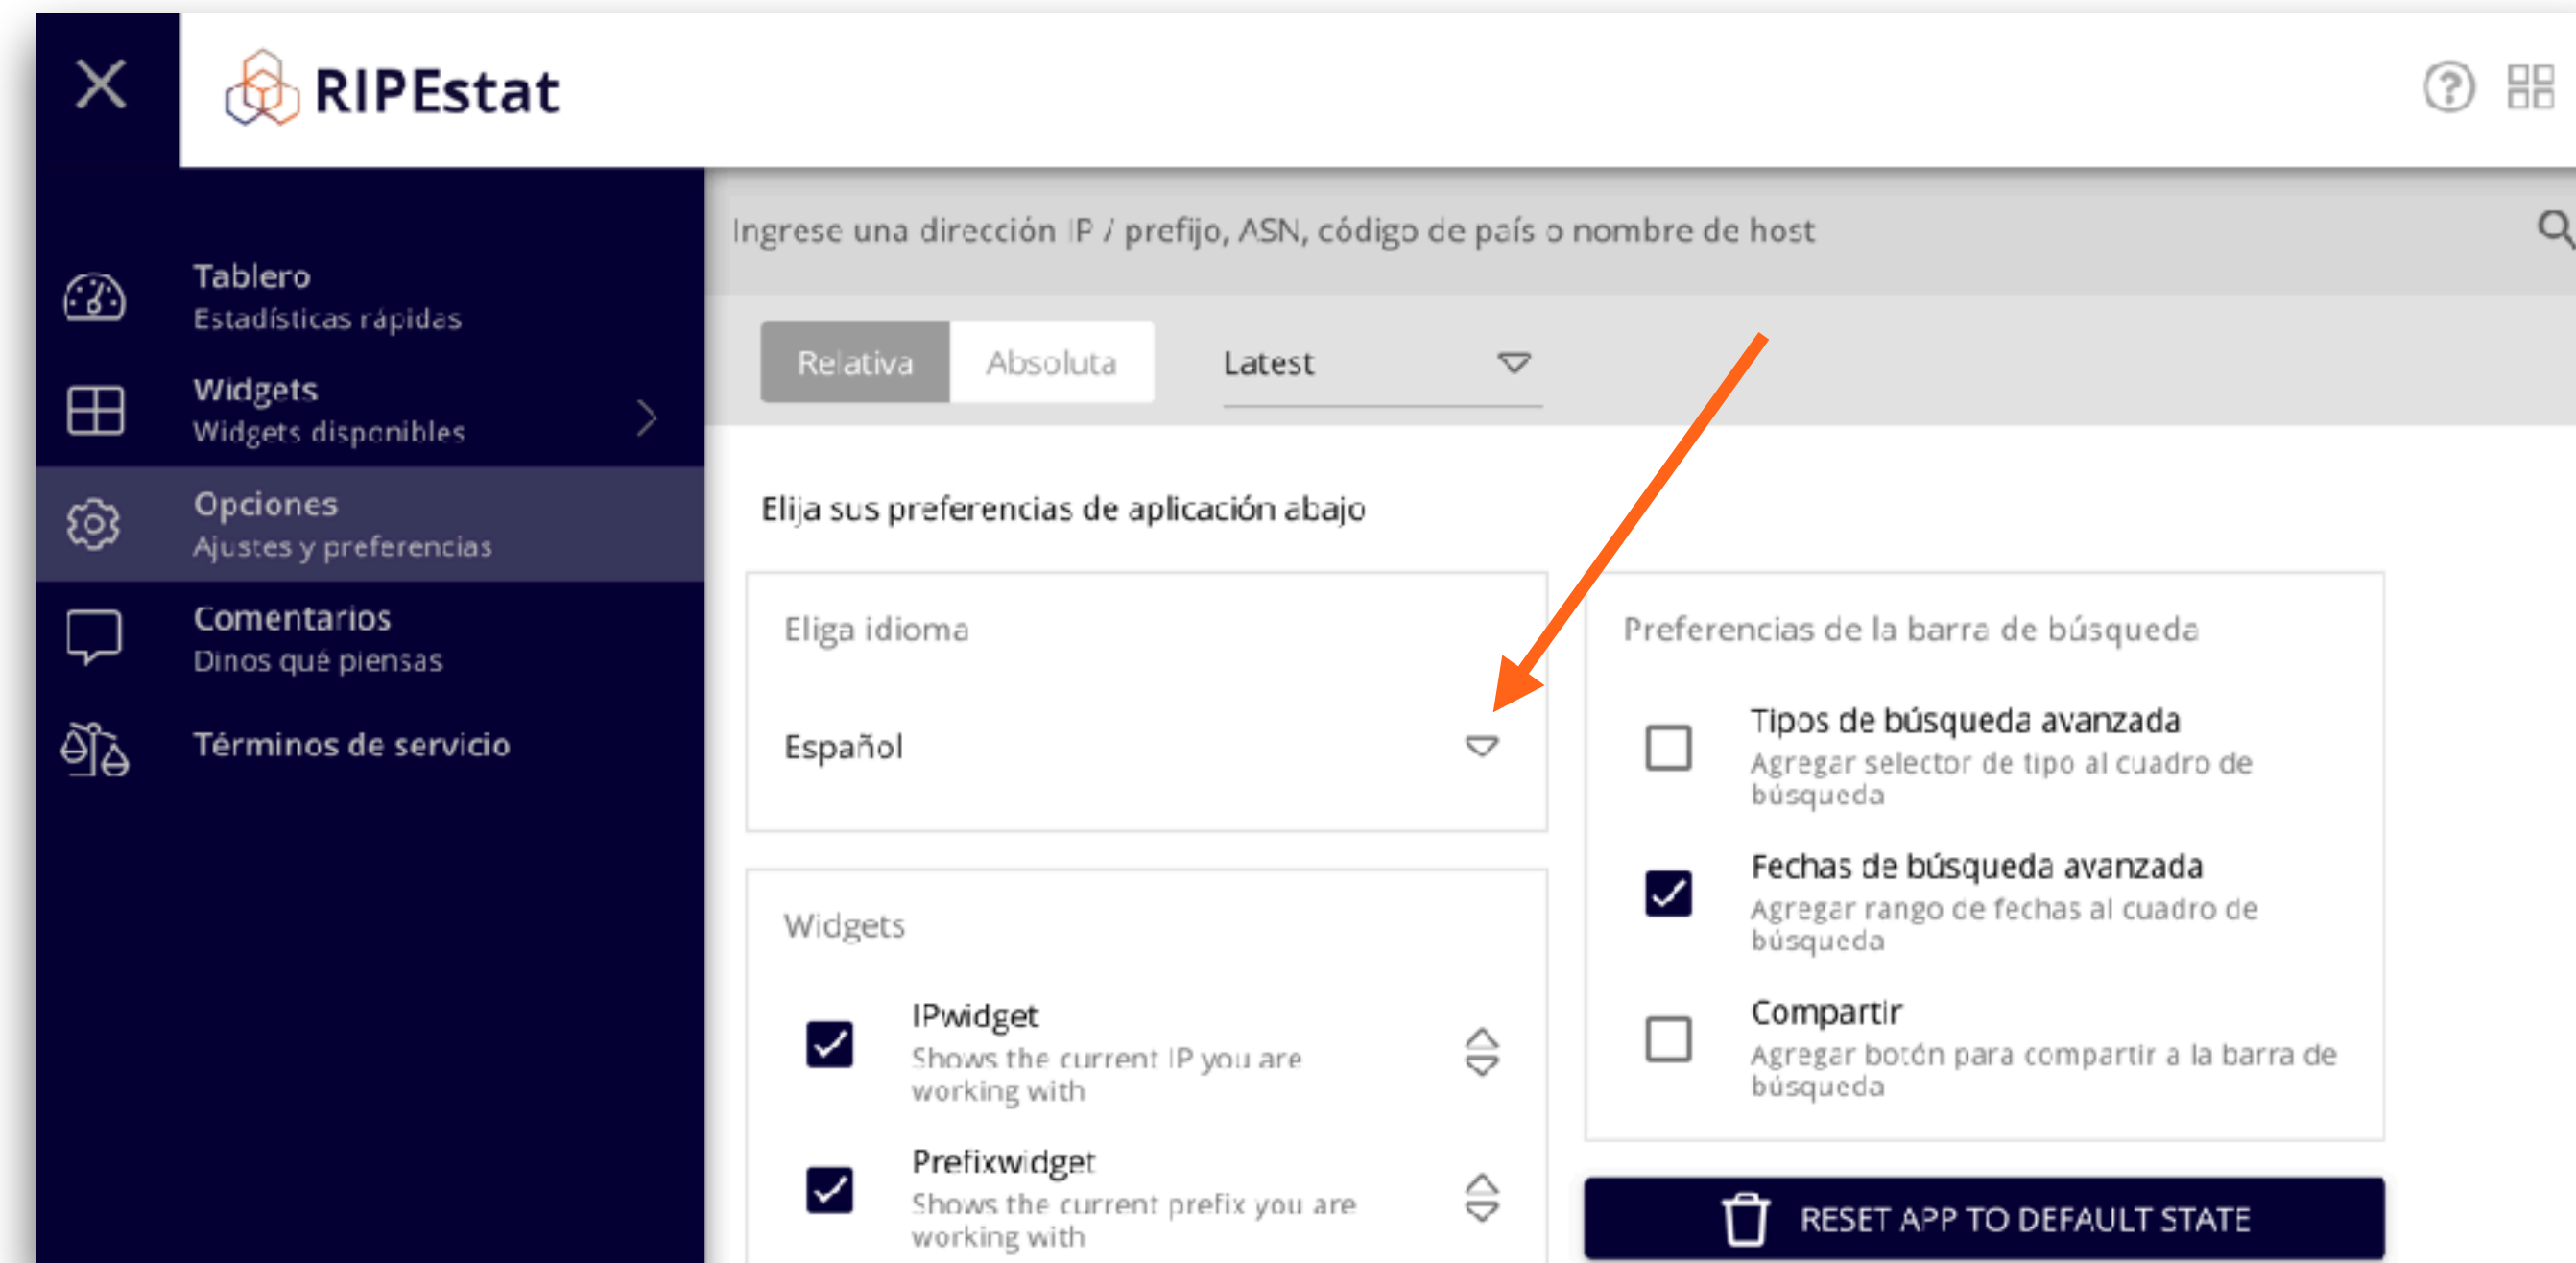 RIPEstat
Ingrese una dirección IP / prefijo, ASN, código de país o nombre de host
Tablero
Estadísticas rápidas
Widgets
Widgets disponibles
Opciones
Ajustes y preferencias
Comentarios
Dinos qué piensas
Términos de servicio
Relativa
Absoluta
Latest
Elija sus preferencias de aplicación abajo
Eliga idioma
Español
Widgets
IPwidget
Shows the current IP you are
working with
Prefixwidget
Shows the current prefix you are
working with
Preferencias de la barra de búsqueda
Tipos de búsqueda avanzada
Agregar selector de tipo al cuadro de
búsqueda
Fechas de búsqueda avanzada
Agregar rango de fechas al cuadro de
búsqueda
Compartir
Agregar botón para compartir a la barra de
búsqueda
RESET APP TO DEFAULT STATE